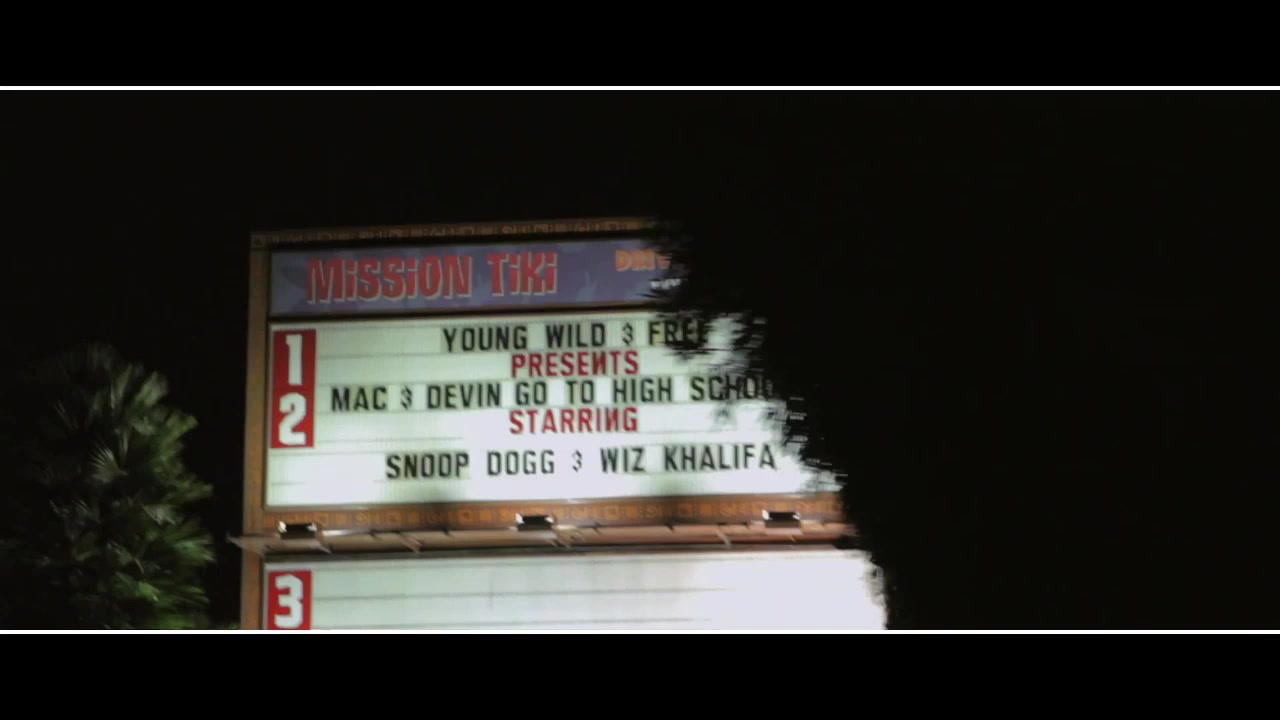 MISSION TIKI
1
YOUNG WILD & FREE
PRESENTS
MAC & DEVIN GO TO HIGH SCHOO
2
STARRING
SNOOP DOGG & WIZ KHALIFA
3